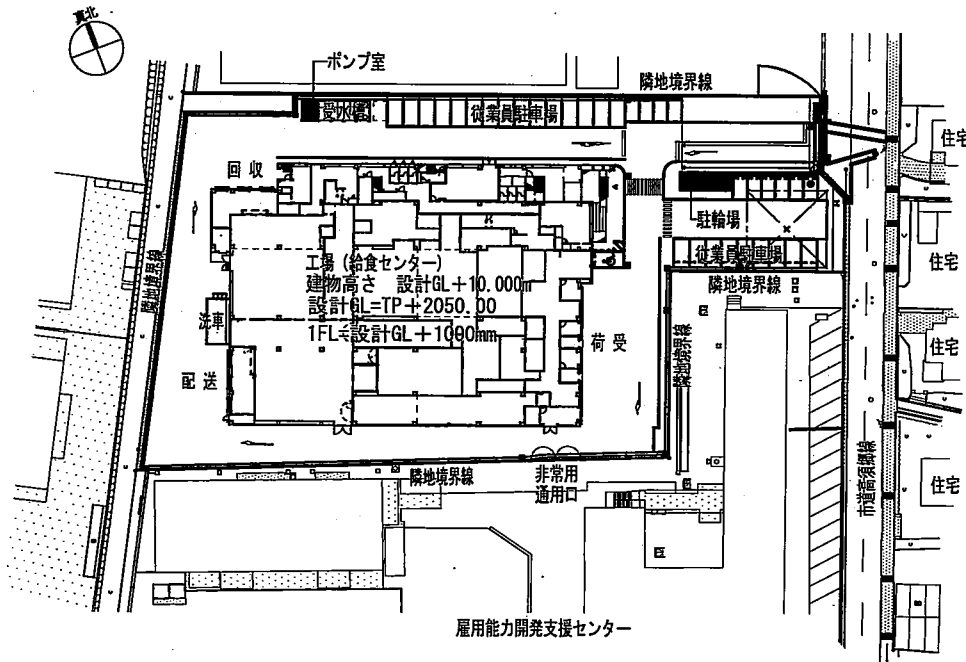 真北
ポンプ室
隣地境界線
受水槽
従業員駐車場
住宅
回収
駐輪場
住宅
工場(給食センター)
従業員駐車場
建物高さ 設計GL+10.000m
隣地境界線
設計GL=TP+2050.00
隣地境界線
洗車
1FL=設計GL+1000mm
荷受
隣地境界線
住宅
配送
隣地境界線
非常用
通用口
市道高須郷線
住宅
雇用能力開発支援センター